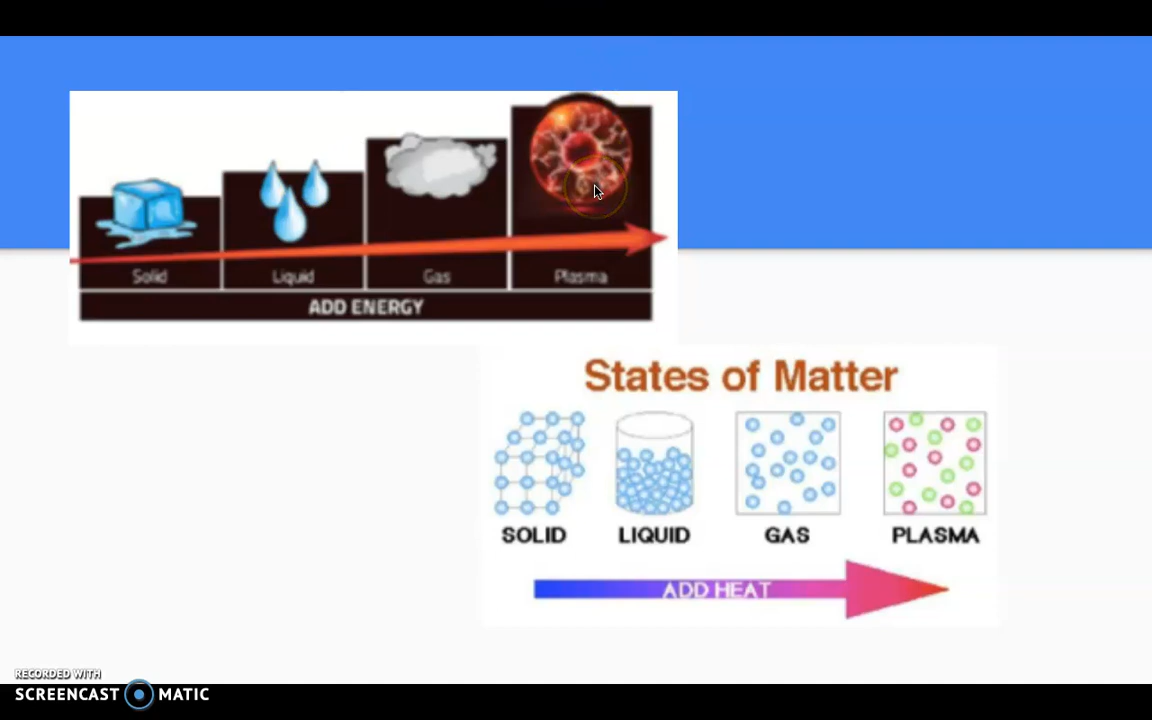 Solid Liquid Gas Plasma
ADD ENERGY
States of Matter
SOLID LIQUID GAS PLASMA
ADD HEAT
RECORDED WITH
SCREENCAST MATIC